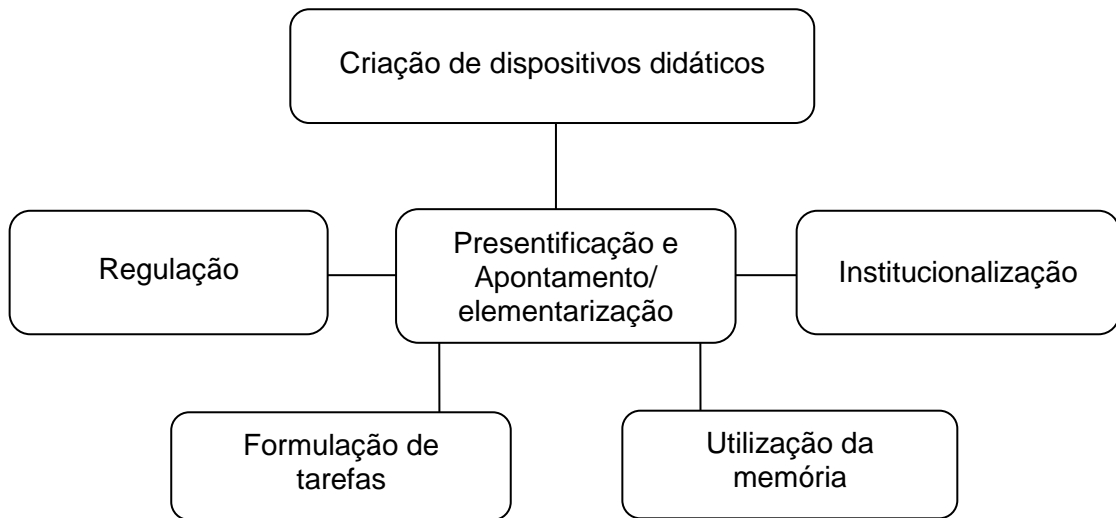 Criação de dispositivos didáticos
Regulação
Presentificação e
Apontamento/
elementarização
Institucionalização
Formulação de
tarefas
Utilização da
memória